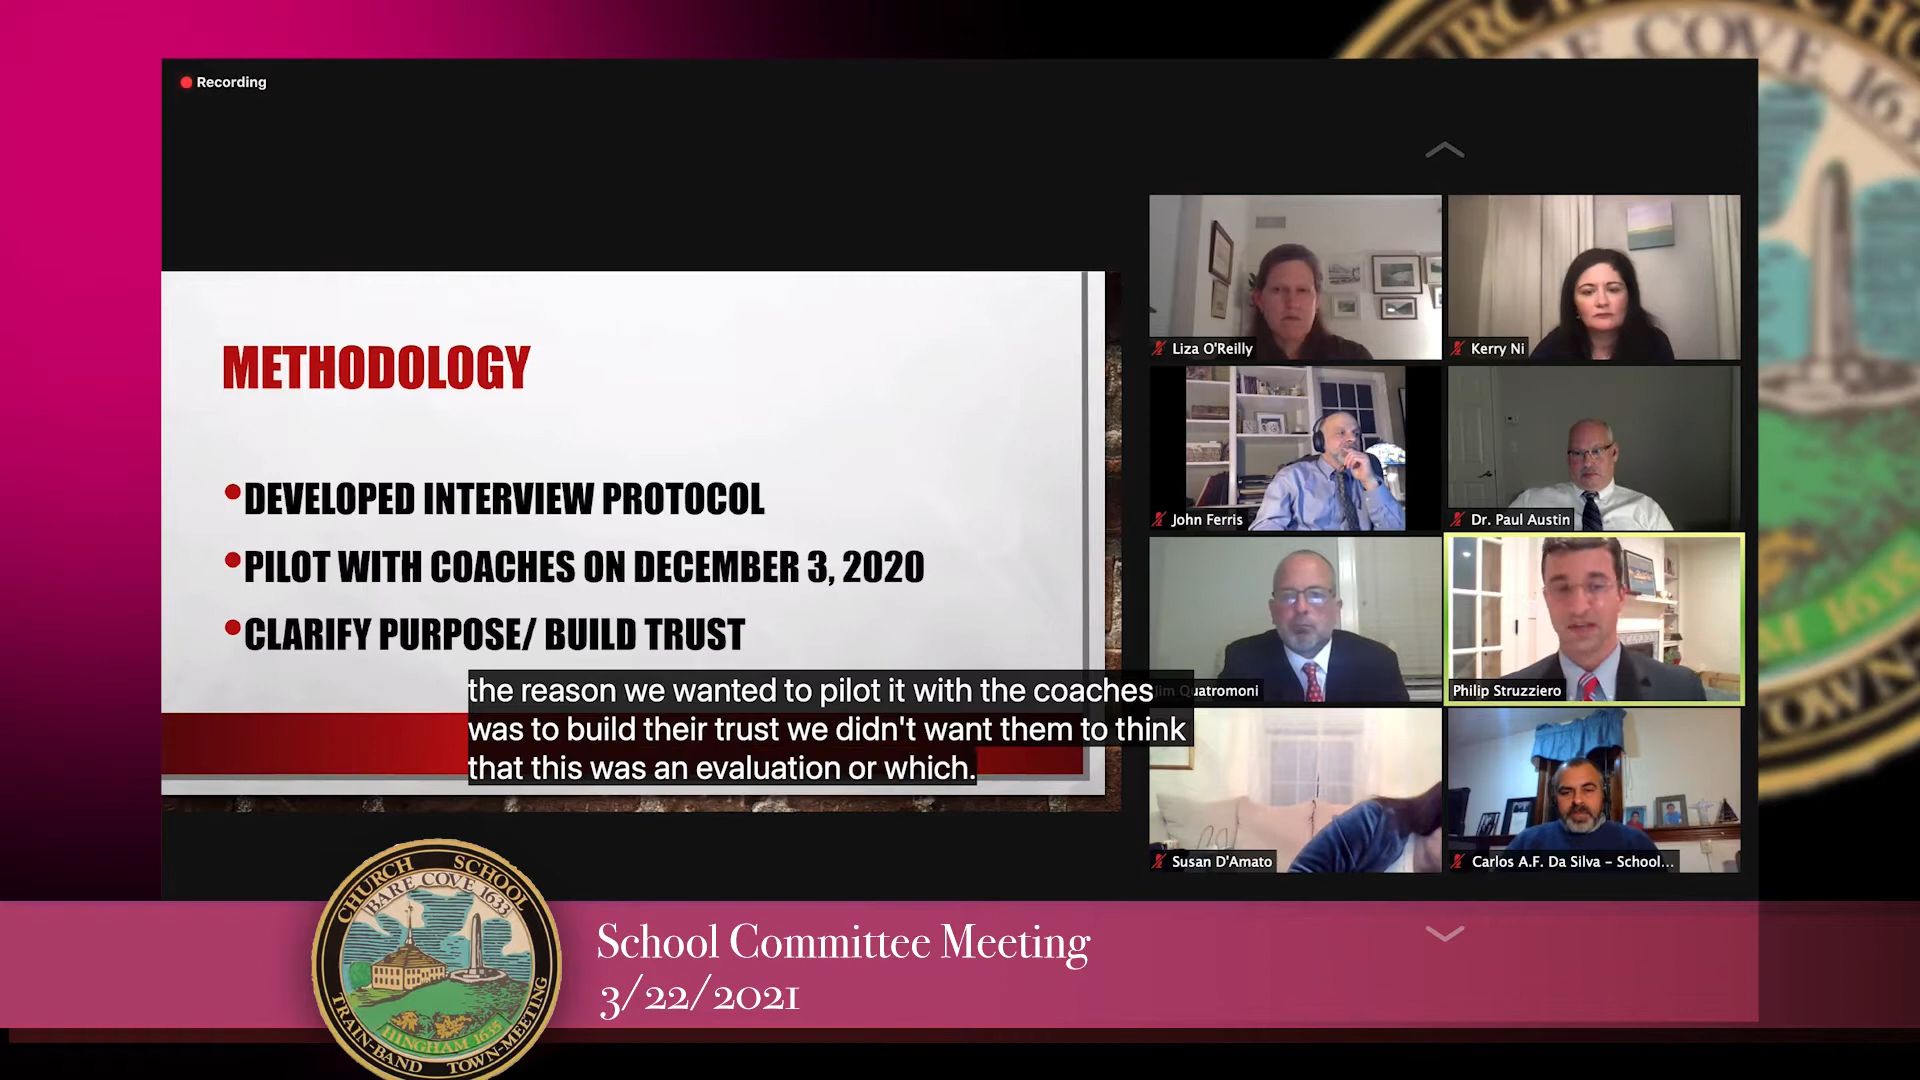 Recording
METHODOLOGY
•DEVELOPED INTERVIEW PROTOCOL
•PILOT WITH COACHES ON DECEMBER 3, 2020
•CLARIFY PURPOSE/ BUILD TRUST
the reason we wanted to pilot it with the coaches
was to build their trust we didn't want them to think
that this was an evaluation or which.
Liza O'Reilly
Kerry Ni
John Ferris
Dr. Paul Austin
Jim Quatromoni
Philip Struzziero
Susan D'Amato
Carlos A.F. Da Silva – School...
CHURCH SCHOOL
BARE COVE 1633
HINGHAM 1635
TRAIN-BAND TOWN-MEETING
School Committee Meeting
3/22/2021